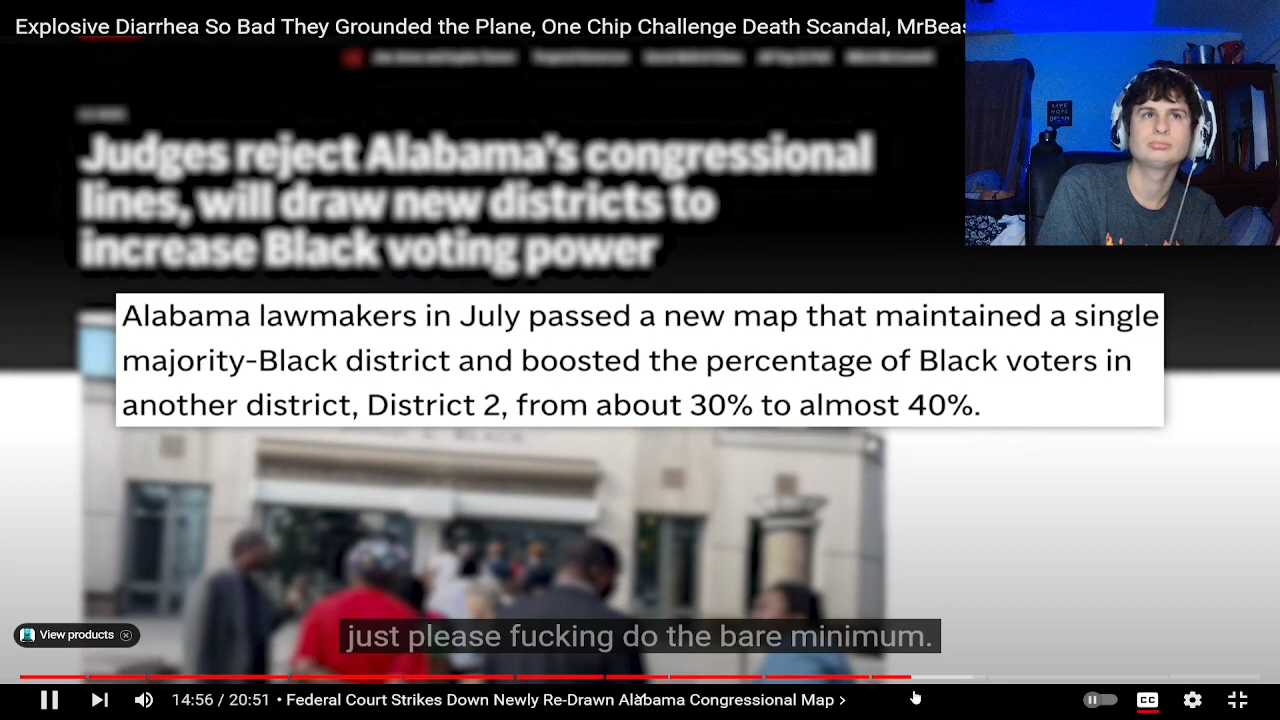 Explosive Diarrhea So Bad They Grounded the Plane, One Chip Challenge Death Scandal, MrBeas
LIVE
HOPE
DREAM
Judges reject Alabama's congressional
lines, will draw new districts to
increase Black voting power
Alabama lawmakers in July passed a new map that maintained a single
majority-Black district and boosted the percentage of Black voters in
another district, District 2, from about 30% to almost 40%.
just please fucking do the bare minimum.
View products
14:56 / 20:51 • Federal Court Strikes Down Newly Re-Drawn Alabama Congressional Map >
CC